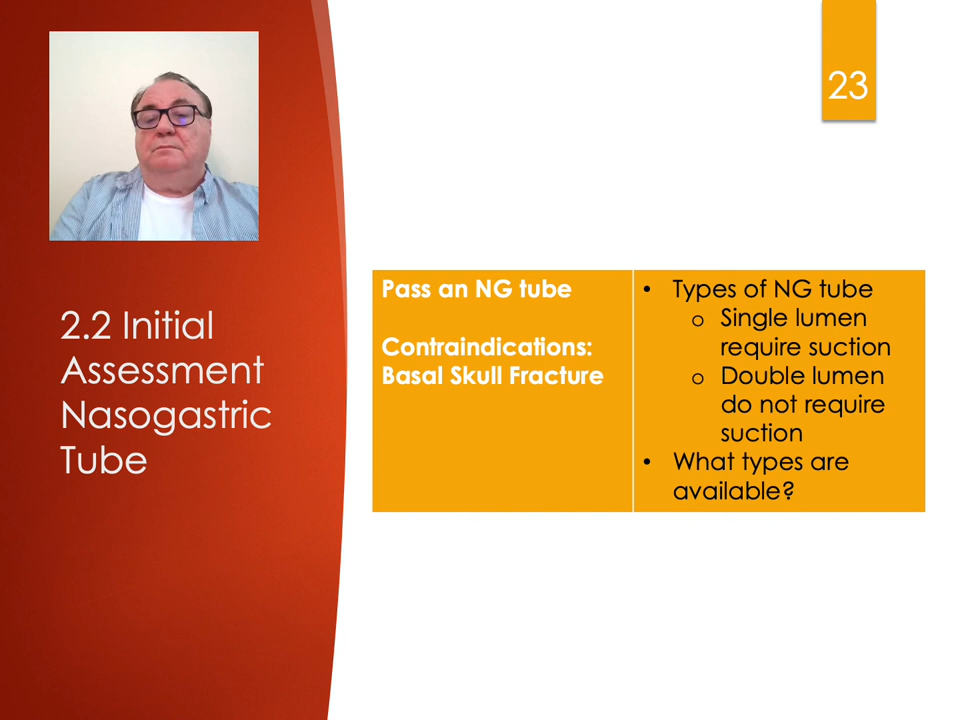 23
2.2 Initial
Assessment
Nasogastric
Tube
Pass an NG tube
Contraindications:
Basal Skull Fracture
• Types of NG tube
o Single lumen
require suction
o Double lumen
do not require
suction
• What types are
available?